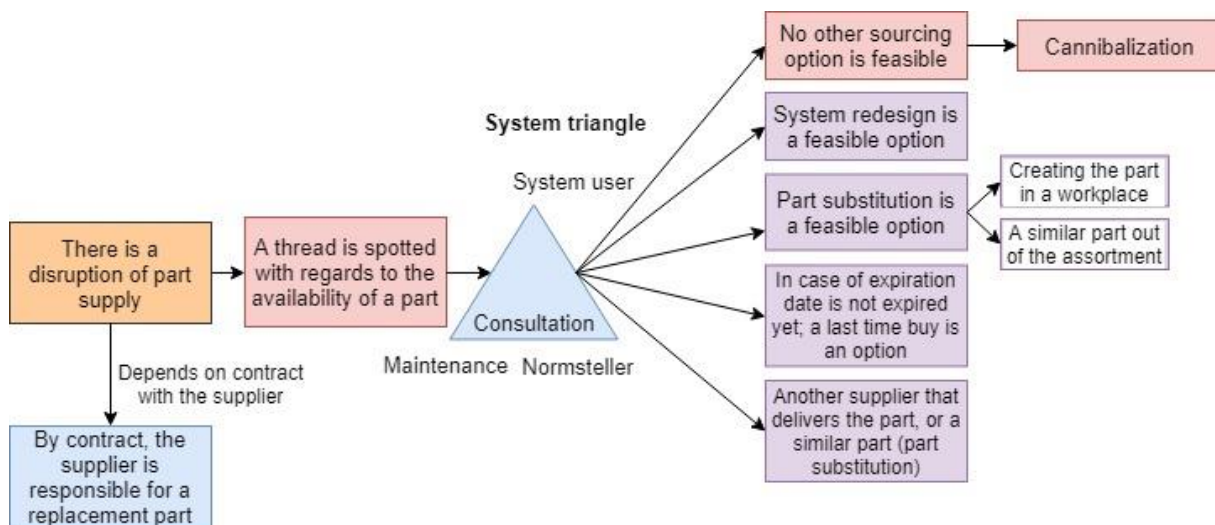 No other sourcing
option is feasible
Cannibalization
System triangle
System redesign is
a feasible option
System user
Creating the part
in a workplace
Part substitution is
a feasible option
A similar part out
of the assortment
There is a
disruption of part
supply
A thread is spotted
with regards to the
availability of a part
In case of expiration
date is not expired
yet; a last time buy is
an option
Consultation
Maintenance
Normsteller
Depends on contract
with the supplier
Another supplier that
delivers the part, or a
similar part (part
substitution)
By contract, the
supplier is
responsible for a
replacement part